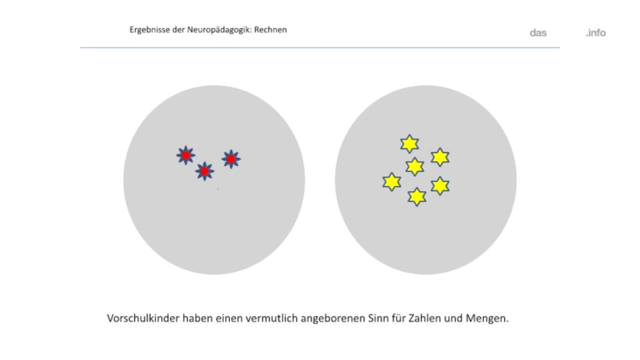 Ergebnisse der Neuropädagogik: Rechnen
das .info
Vorschulkinder haben einen vermutlich angeborenen Sinn für Zahlen und Mengen.